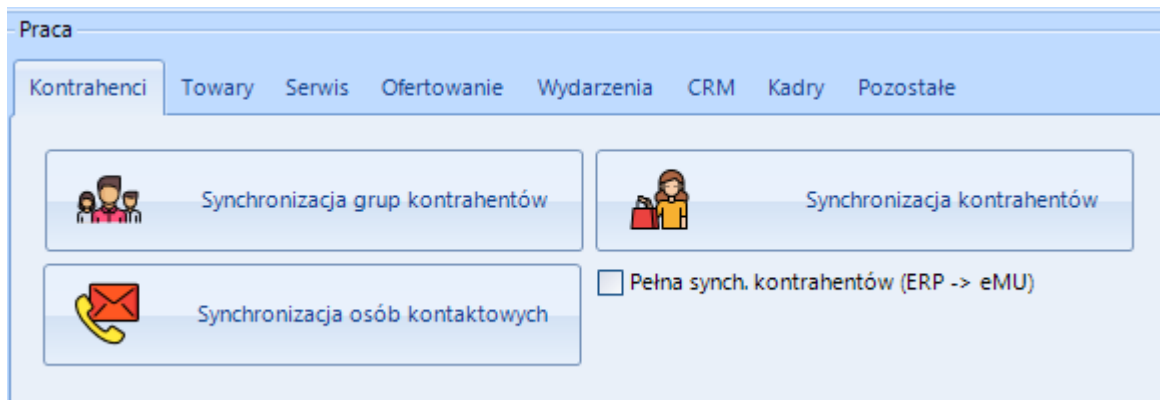 Praca
Kontrahenci Towary Serwis Ofertowanie Wydarzenia CRM Kadry Pozostałe
Synchronizacja grup kontrahentów
Synchronizacja kontrahentów
Synchronizacja osób kontaktowych
Pełna synch. kontrahentów (ERP -> eMU)